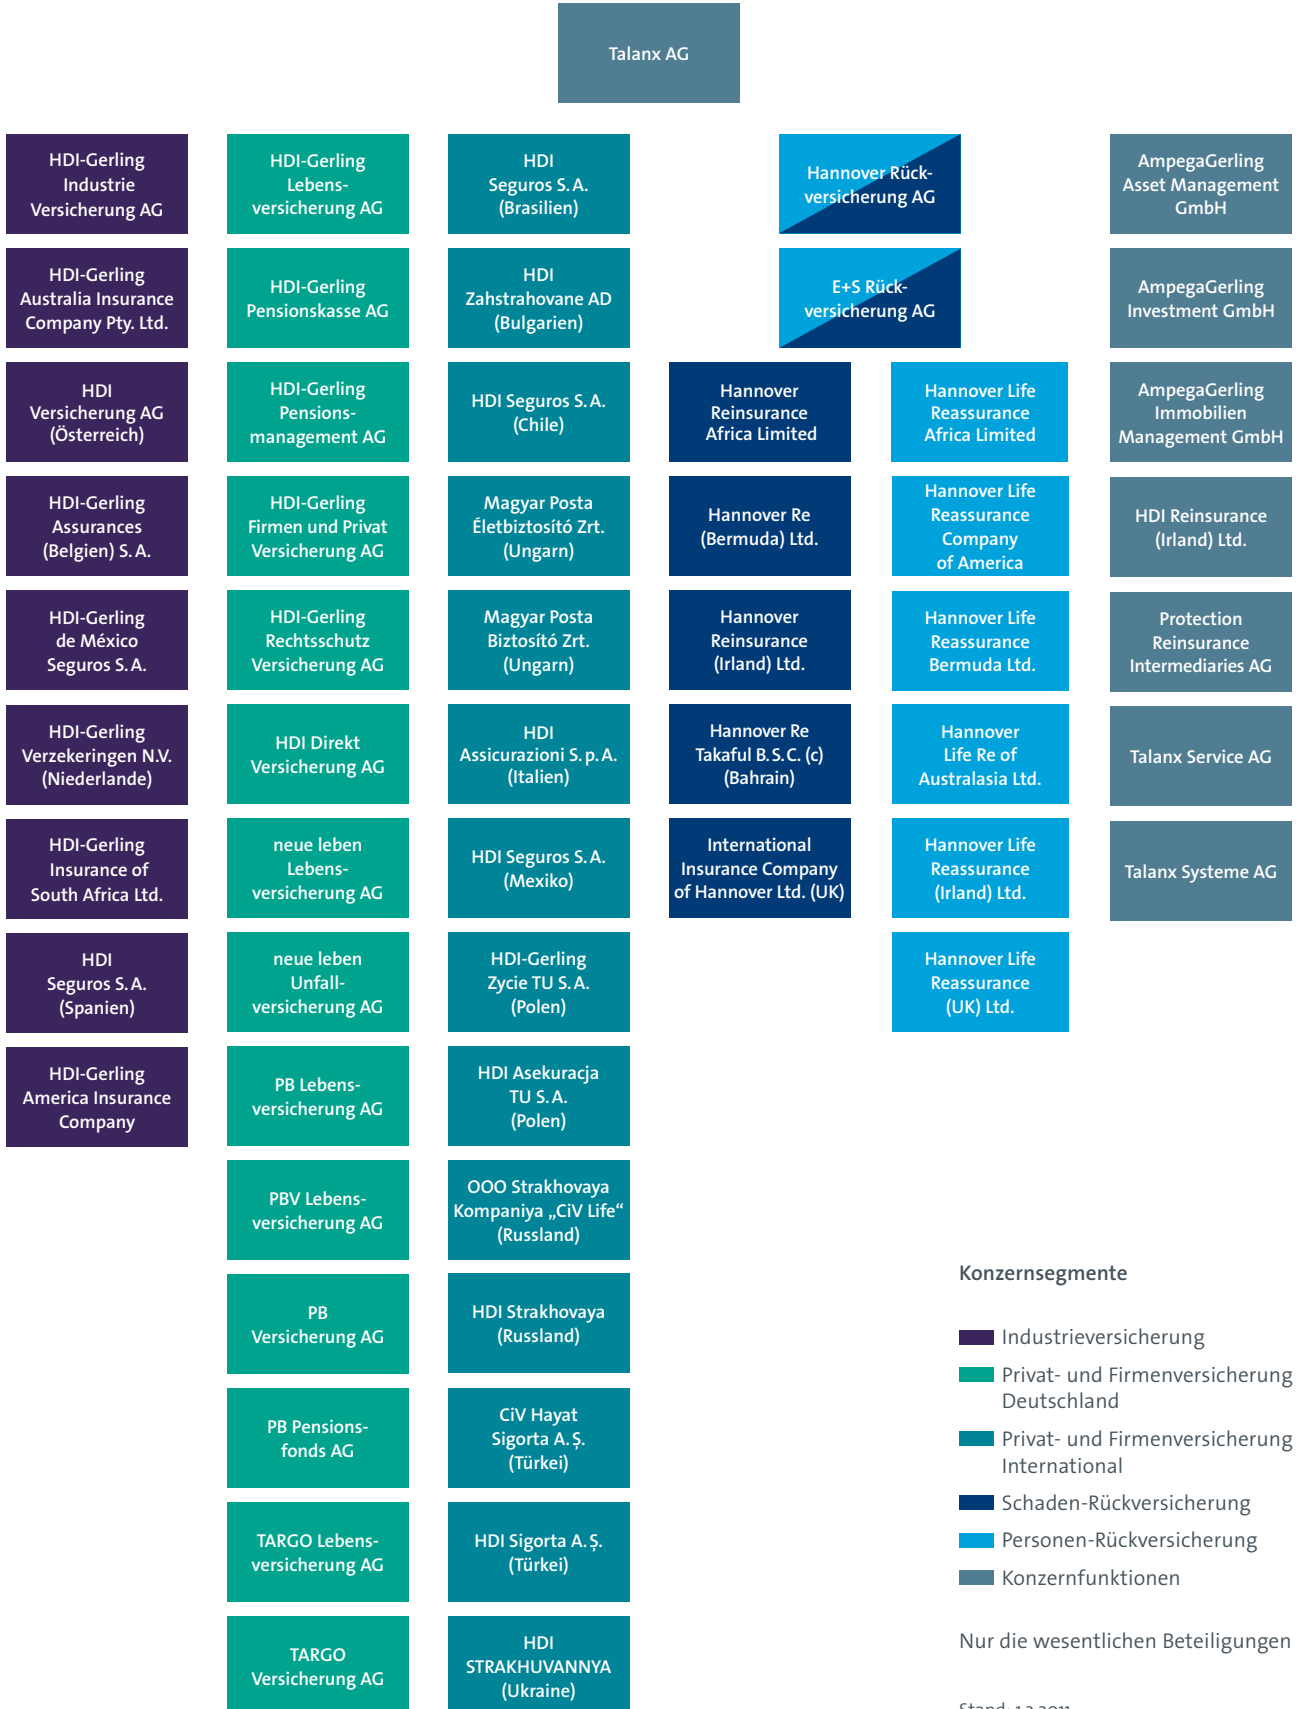 Talanx AG
HDI-Gerling
Industrie
Versicherung AG
HDI-Gerling
Australia Insurance
Company Pty. Ltd.
HDI
Versicherung AG
(Österreich)
HDI-Gerling
Assurances
(Belgien) S. A.
HDI-Gerling
de México
Seguros S. A.
HDI-Gerling
Verzekeringen N.V.
(Niederlande)
HDI-Gerling
Insurance of
South Africa Ltd.
HDI
Seguros S. A.
(Spanien)
HDI-Gerling
America Insurance
Company
HDI-Gerling
Lebens-
versicherung AG
HDI-Gerling
Pensionskasse AG
HDI-Gerling
Pensions-
management AG
HDI-Gerling
Firmen und Privat
Versicherung AG
HDI-Gerling
Rechtsschutz
Versicherung AG
HDI Direkt
Versicherung AG
neue leben
Lebens-
versicherung AG
neue leben
Unfall-
versicherung AG
PB Lebens-
versicherung AG
PBV Lebens-
versicherung AG
PB
Versicherung AG
PB Pensions-
fonds AG
TARGO Lebens-
versicherung AG
TARGO
Versicherung AG
HDI
Seguros S. A.
(Brasilien)
HDI
Zahstrahovane AD
(Bulgarien)
HDI Seguros S. A.
(Chile)
Magyar Posta
Életbiztosító Zrt.
(Ungarn)
Magyar Posta
Biztosító Zrt.
(Ungarn)
HDI
Assicurazioni S. p. A.
(Italien)
HDI Seguros S. A.
(Mexiko)
HDI-Gerling
Zycie TU S. A.
(Polen)
HDI Asekuracja
TU S. A.
(Polen)
OOO Strakhovaya
Kompaniya „CiV Life“
(Russland)
HDI Strakhovaya
(Russland)
CiV Hayat
Sigorta A. Ş.
(Türkei)
HDI Sigorta A. Ş.
(Türkei)
HDI
STRAKHUVANNYA
(Ukraine)
Hannover Rück-
versicherung AG
E+S Rück-
versicherung AG
Hannover
Reinsurance
Africa Limited
Hannover Re
(Bermuda) Ltd.
Hannover
Reinsurance
(Irland) Ltd.
Hannover Re
Takaful B. S. C. (c)
(Bahrain)
International
Insurance Company
of Hannover Ltd. (UK)
Hannover Life
Reassurance
Africa Limited
Hannover Life
Reassurance
Company
of America
Hannover Life
Reassurance
Bermuda Ltd.
Hannover
Life Re of
Australasia Ltd.
Hannover Life
Reassurance
(Irland) Ltd.
Hannover Life
Reassurance
(UK) Ltd.
AmpegaGerling
Asset Management
GmbH
AmpegaGerling
Investment GmbH
AmpegaGerling
Immobilien
Management GmbH
HDI Reinsurance
(Irland) Ltd.
Protection
Reinsurance
Intermediaries AG
Talanx Service AG
Talanx Systeme AG
Konzernsegmente
Industrieversicherung
Privat- und Firmenversicherung
Deutschland
Privat- und Firmenversicherung
International
Schaden-Rückversicherung
Personen-Rückversicherung
Konzernfunktionen
Nur die wesentlichen Beteiligungen